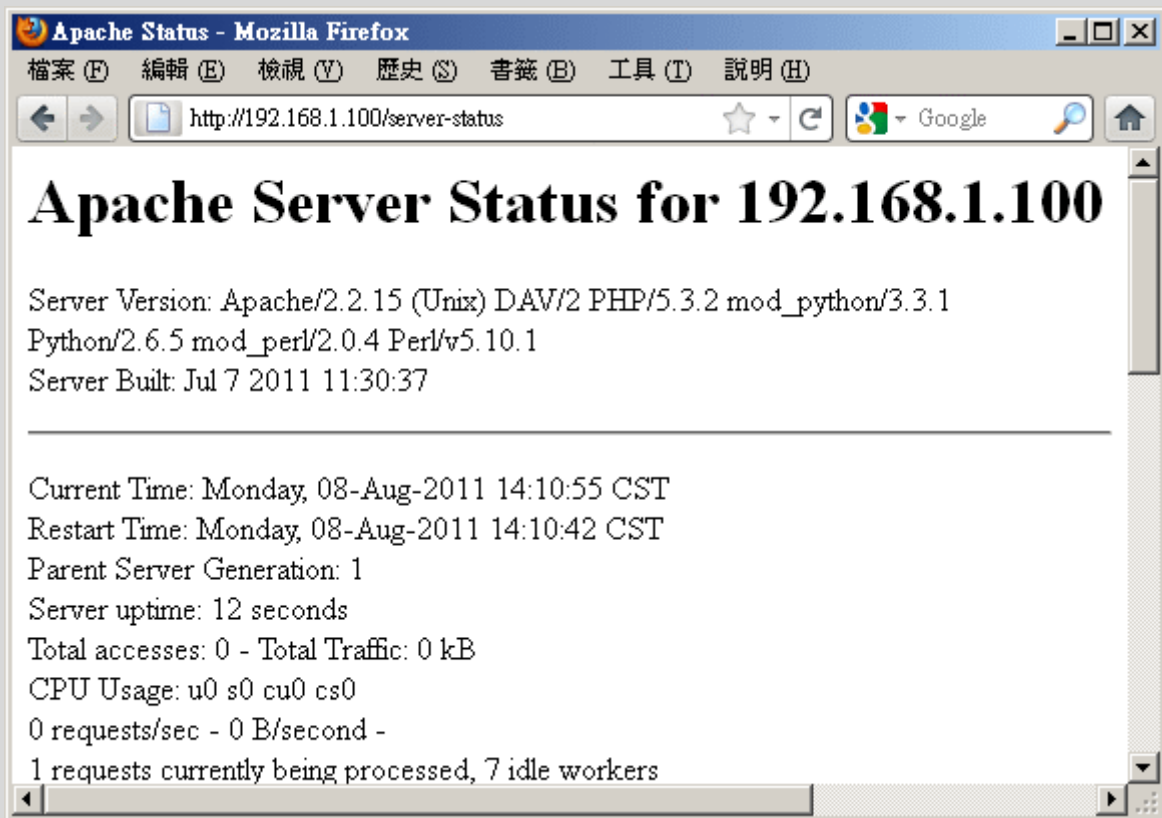 Apache Status - Mozilla Firefox
檔案 (F) 編輯 (E) 檢視 (V) 歷史 (S) 書籤 (B) 工具 (T) 說明 (H)
http://192.168.1.100/server-status Google
Apache Server Status for 192.168.1.100
Server Version: Apache/2.2.15 (Unix) DAV/2 PHP/5.3.2 mod_python/3.3.1
Python/2.6.5 mod_perl/2.0.4 Perl/v5.10.1
Server Built: Jul 7 2011 11:30:37
Current Time: Monday, 08-Aug-2011 14:10:55 CST
Restart Time: Monday, 08-Aug-2011 14:10:42 CST
Parent Server Generation: 1
Server uptime: 12 seconds
Total accesses: 0 - Total Traffic: 0 kB
CPU Usage: u0 s0 cu0 cs0
0 requests/sec - 0 B/second -
1 requests currently being processed, 7 idle workers